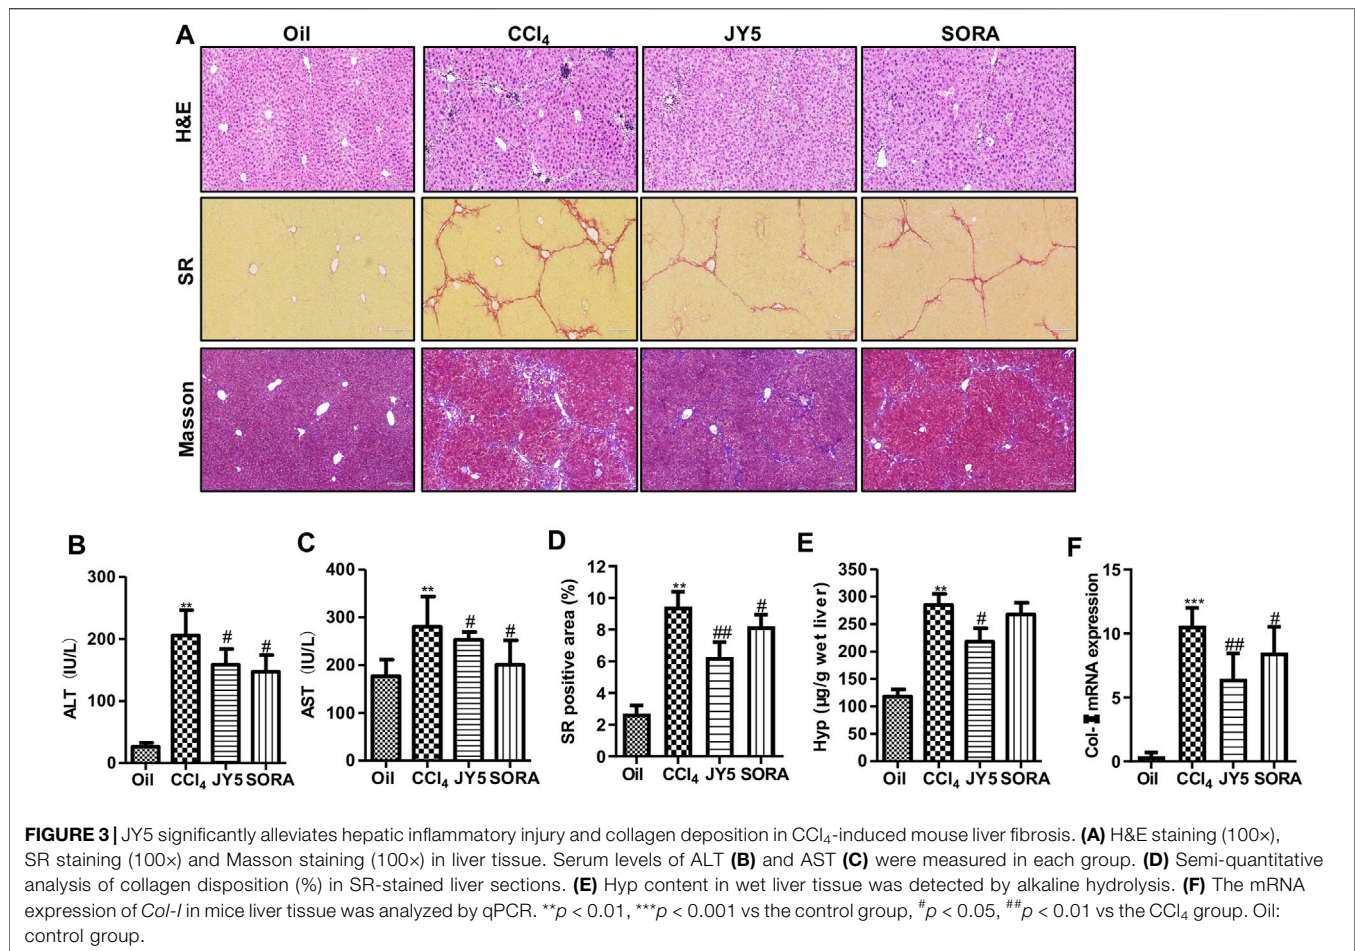 A
Oil CCl₄ JY5 SORA
H&E
SR
Masson
B
ALT (IU/L)
300
200
100
0
Oil CCl₄ JY5 SORA
** # #
C
AST (IU/L)
400
300
200
100
0
Oil CCl₄ JY5 SORA
** # #
D
SR positive area (%)
12
10
8
6
4
2
0
Oil CCl₄ JY5 SORA
** ## #
E
Hyp (μg/g wet liver)
350
300
250
200
150
100
50
0
Oil CCl₄ JY5 SORA
** #
F
Col-I mRNA expression
15
10
5
0
Oil CCl₄ JY5 SORA
*** ## #
FIGURE 3 | JY5 significantly alleviates hepatic inflammatory injury and collagen deposition in CCl₄-induced mouse liver fibrosis. (A) H&E staining (100×),
SR staining (100×) and Masson staining (100×) in liver tissue. Serum levels of ALT (B) and AST (C) were measured in each group. (D) Semi-quantitative
analysis of collagen disposition (%) in SR-stained liver sections. (E) Hyp content in wet liver tissue was detected by alkaline hydrolysis. (F) The mRNA
expression of Col-I in mice liver tissue was analyzed by qPCR. **p < 0.01, ***p < 0.001 vs the control group, #p < 0.05, ##p < 0.01 vs the CCl₄ group. Oil:
control group.